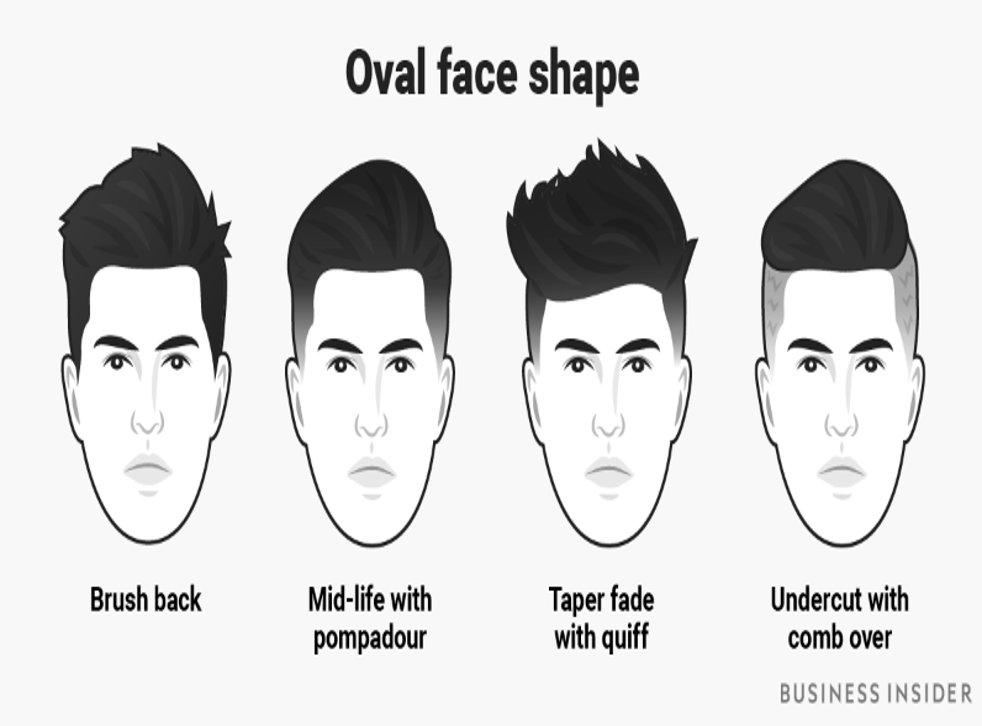 Oval face shape
Brush back
Mid-life with
pompadour
Taper fade
with quiff
Undercut with
comb over
BUSINESS INSIDER